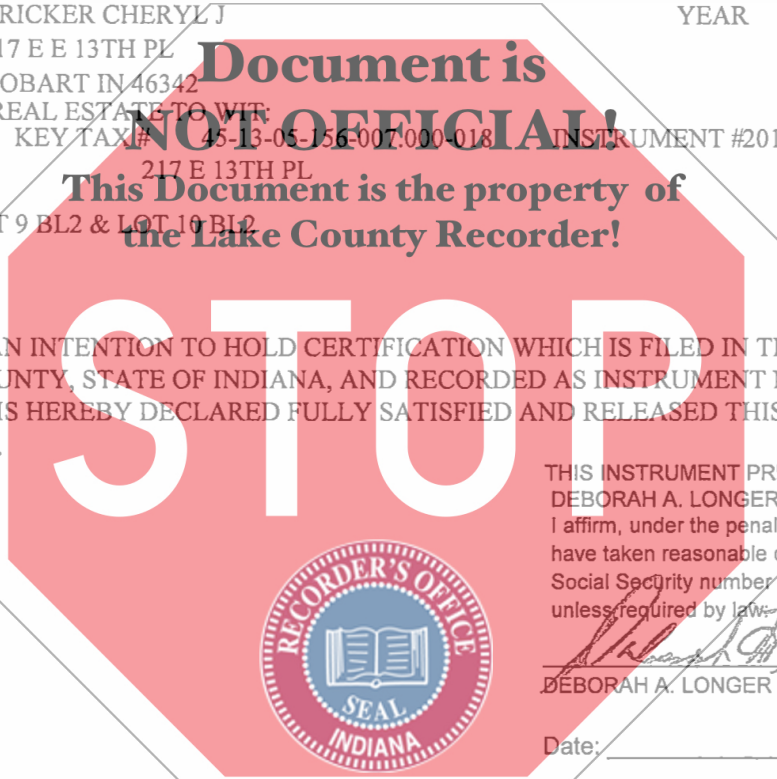 RICKER CHERYL J
YEAR
17 E E 13TH PL
OBART IN 46342
Document is
REAL ESTATE TO WIT:
NOT OFFICIAL!
KEY TAX# 45-13-05-156-007.000-018 INSTRUMENT #201
217 E 13TH PL
This Document is the property of
T 9 BL2 & LOT 10 BL2
the Lake County Recorder!
STOP
AN INTENTION TO HOLD CERTIFICATION WHICH IS FILED IN TH
UNTY, STATE OF INDIANA, AND RECORDED AS INSTRUMENT
IS HEREBY DECLARED FULLY SATISFIED AND RELEASED THIS
THIS INSTRUMENT PR
DEBORAH A. LONGER
I affirm, under the penal
have taken reasonable
Social Security number
unless required by law.
DEBORAH A. LONGER
Date:
RECORDER'S OFFICE
SEAL
INDIANA